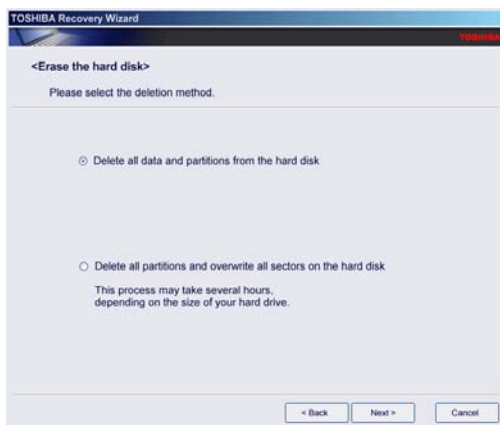 TOSHIBA Recovery Wizard
TOSHIBA
<Erase the hard disk>
Please select the deletion method.
Delete all data and partitions from the hard disk
Delete all partitions and overwrite all sectors on the hard disk
This process may take several hours,
depending on the size of your hard drive.
< Back
Next >
Cancel